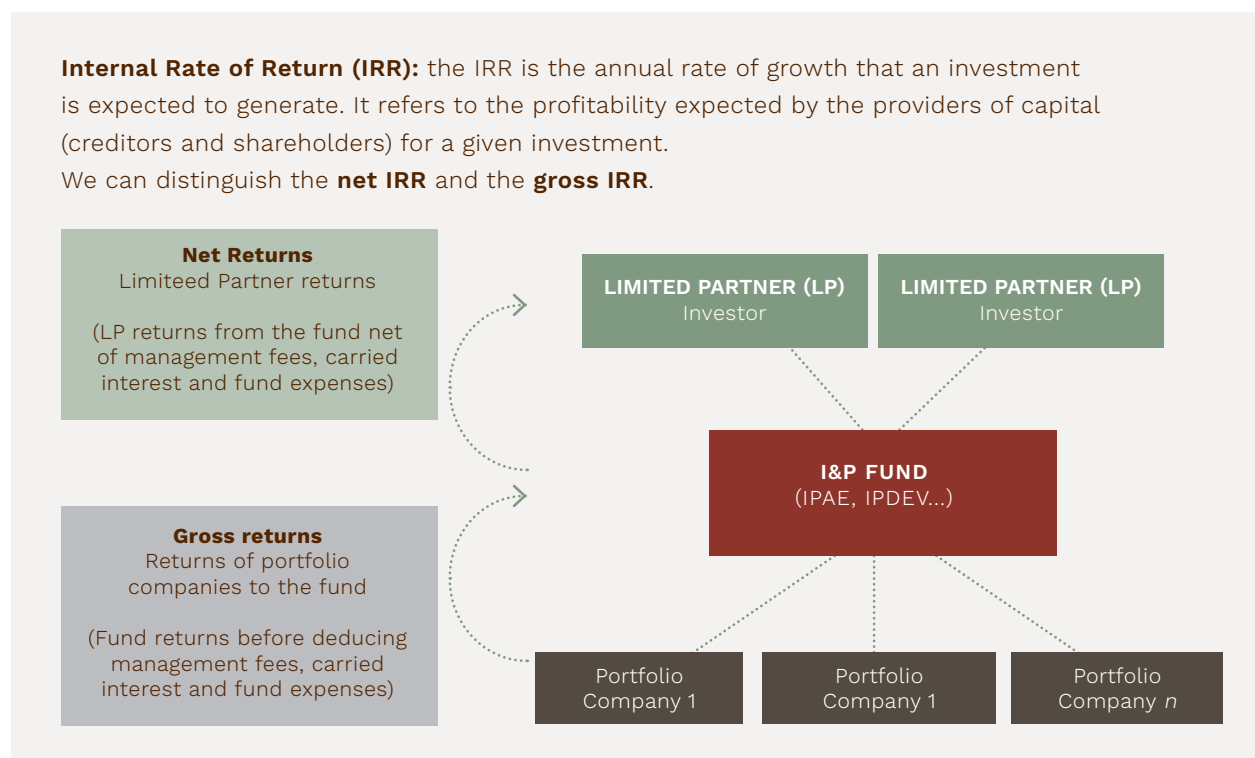 Internal Rate of Return (IRR): the IRR is the annual rate of growth that an investment
is expected to generate. It refers to the profitability expected by the providers of capital
(creditors and shareholders) for a given investment.
We can distinguish the net IRR and the gross IRR.
Net Returns
Limiteed Partner returns
(LP returns from the fund net
of management fees, carried
interest and fund expenses)
LIMITED PARTNER (LP)
Investor
LIMITED PARTNER (LP)
Investor
I&P FUND
(IPAE, IPDEV...)
Gross returns
Returns of portfolio
companies to the fund
(Fund returns before deducing
management fees, carried
interest and fund expenses)
Portfolio
Company 1
Portfolio
Company 1
Portfolio
Company n